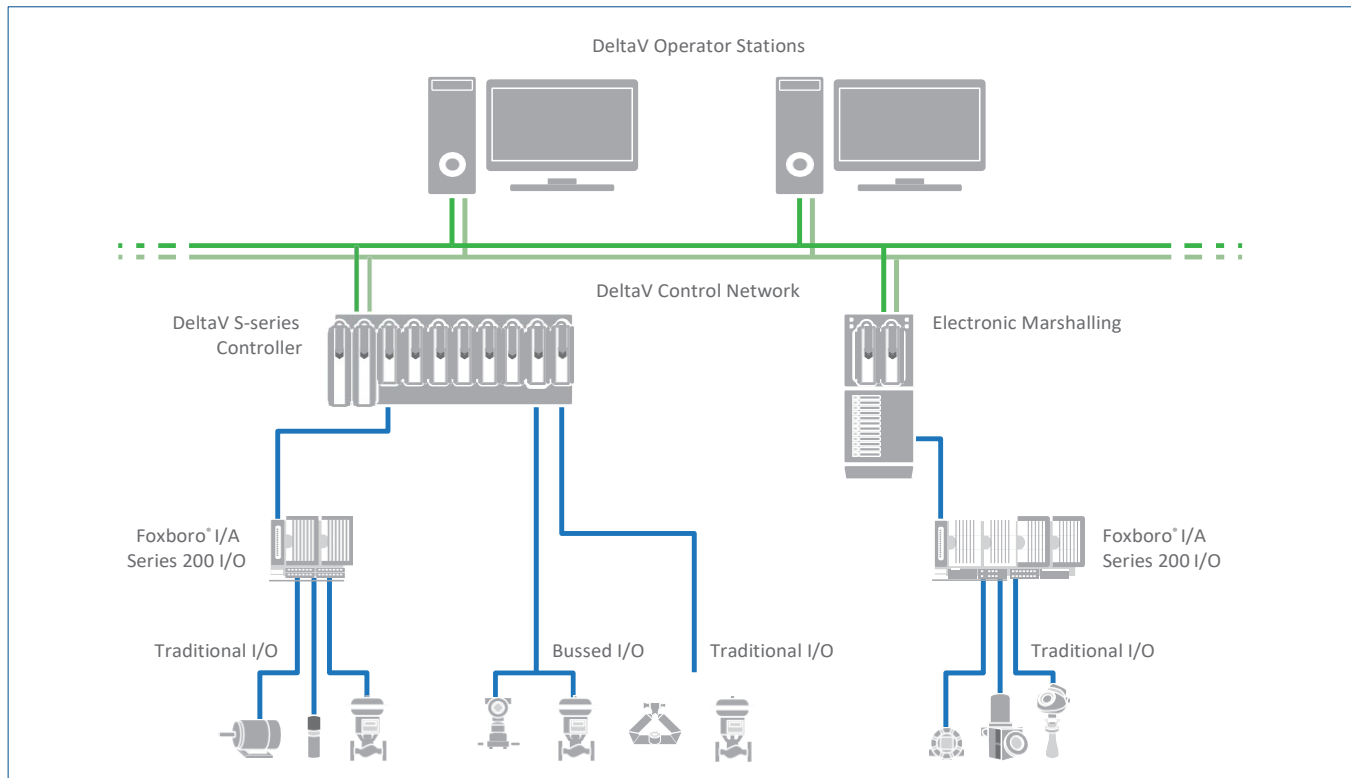 DeltaV Operator Stations
DeltaV Control Network
DeltaV S-series
Controller
Electronic Marshalling
Foxboro® I/A
Series 200 I/O
Foxboro® I/A
Series 200 I/O
Traditional I/O
Bussed I/O
Traditional I/O
Traditional I/O